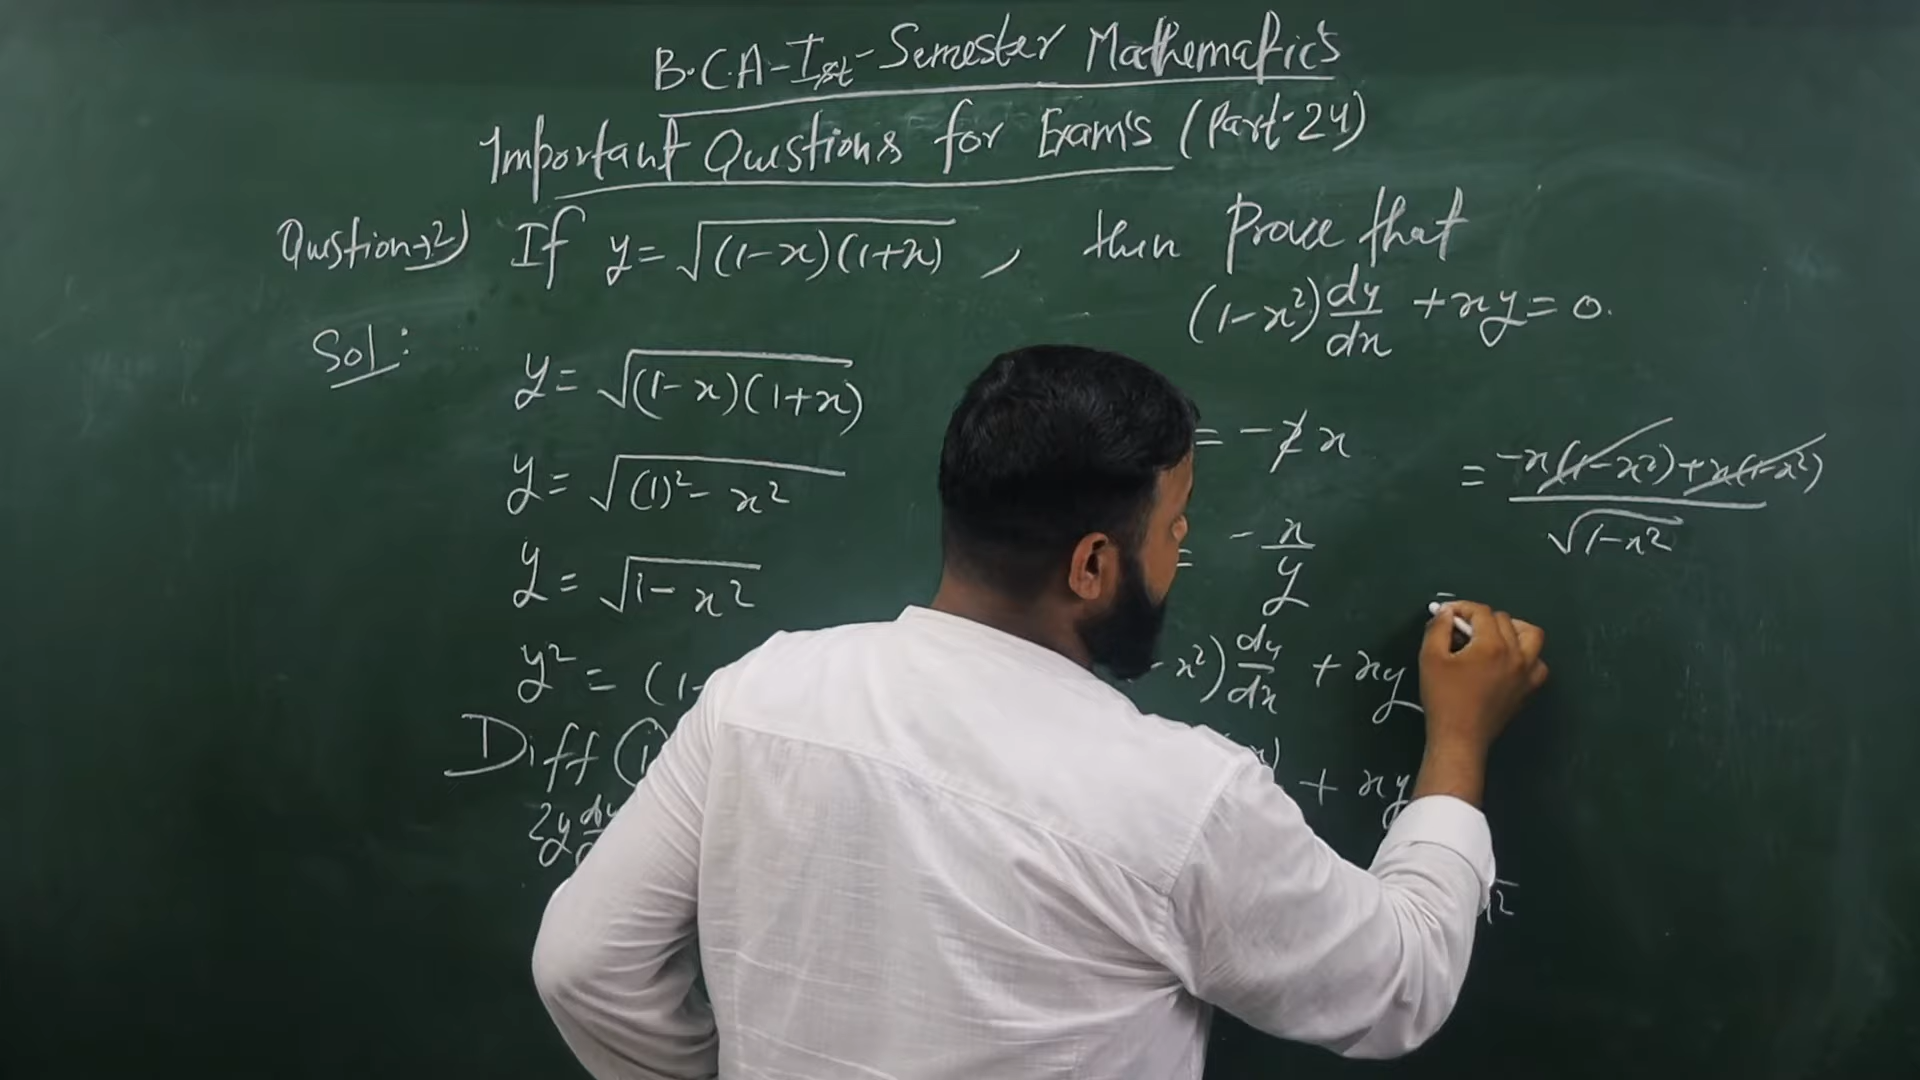 B.C.A-Ist-Semester Mathematics
Important Questions for Exam's (Part-24)
Question→2) If y=√(1-x)(1+x) , then Prove that
(1-x²)dy/dx +xy=0.
Sol:
y=√(1-x)(1+x)
y=√(1)²-x²
y=√1-x²
y²=(1-
Diff (i)
2y dy
= -2x
= -x/y
-x²)dy/dx + xy
x)
+ xy
x²
= -x(1-x²)+x(1-x²)/√1-x²
=